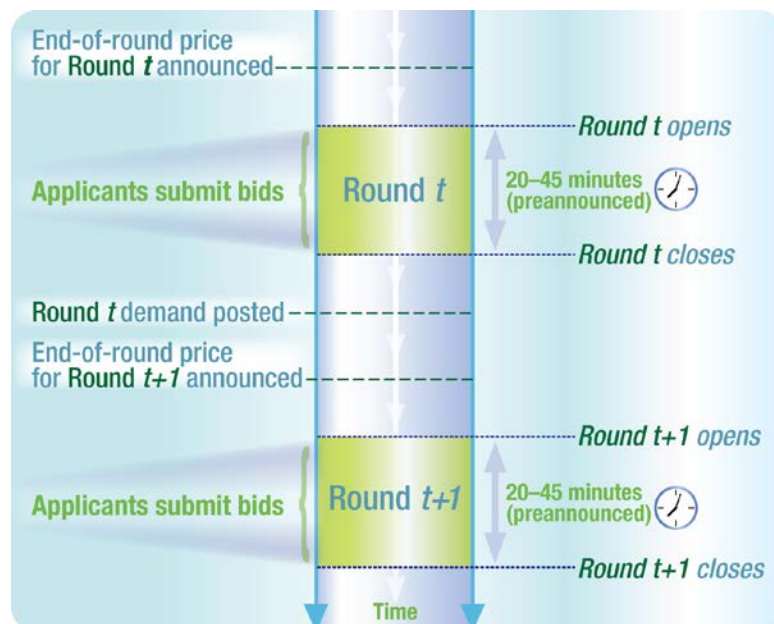 End-of-round price
for Round t announced
Round t opens
Applicants submit bids
Round t
20–45 minutes
(preannounced)
Round t closes
Round t demand posted
End-of-round price
for Round t+1 announced
Round t+1 opens
Applicants submit bids
Round t+1
20–45 minutes
(preannounced)
Round t+1 closes
Time